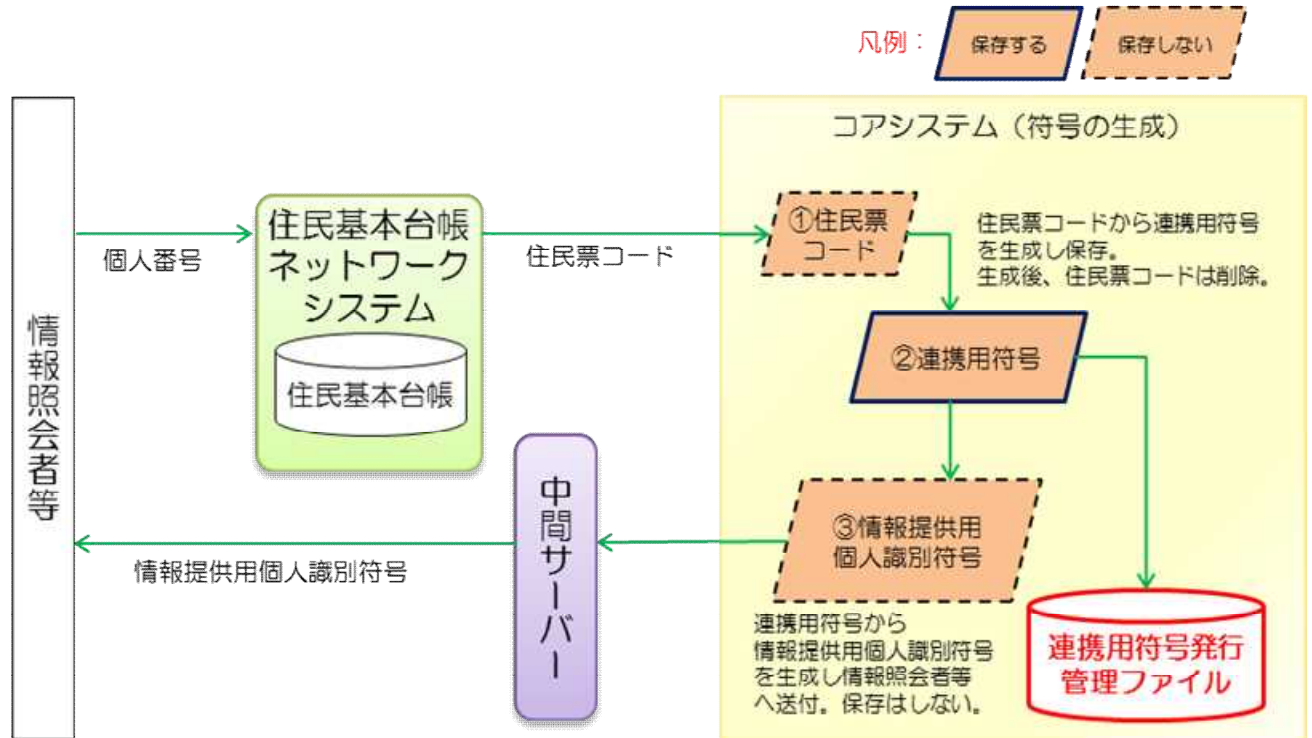 凡例：
保存する
保存しない
コアシステム（符号の生成）
情報照会者等
個人番号
住民基本台帳
ネットワーク
システム
住民基本台帳
住民票コード
①住民票
コード
住民票コードから連携用符号
を生成し保存。
生成後、住民票コードは削除。
②連携用符号
③情報提供用
個人識別符号
中間サーバー
情報提供用個人識別符号
連携用符号から
情報提供用個人識別符号
を生成し情報照会者等
へ送付。保存はしない。
連携用符号発行
管理ファイル